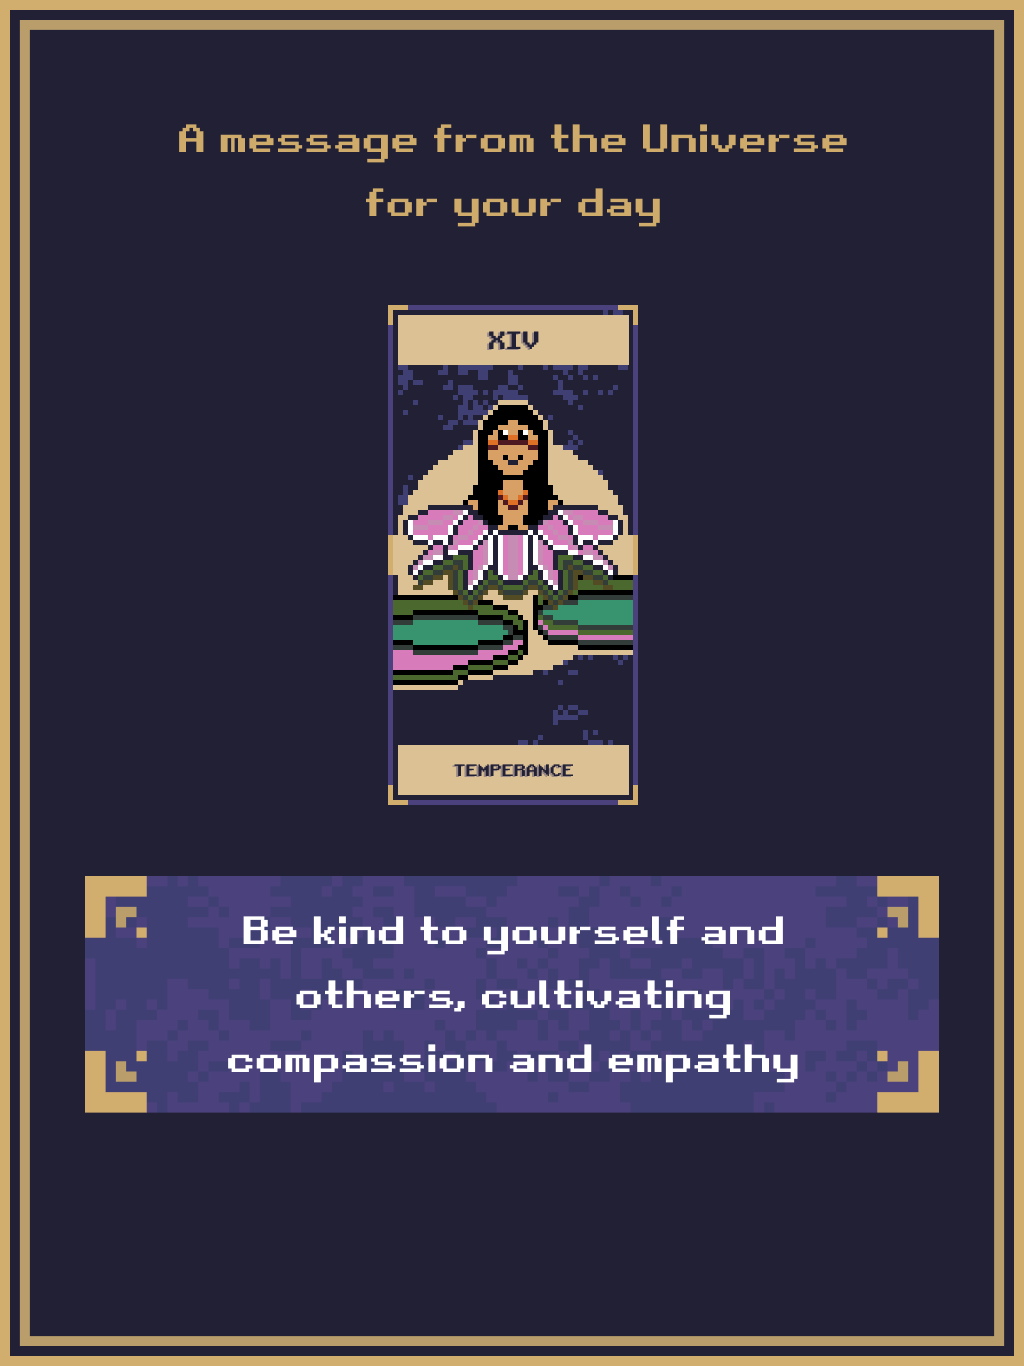 A message from the Universe
for your day
XIV
TEMPERANCE
Be kind to yourself and
others, cultivating
compassion and empathy